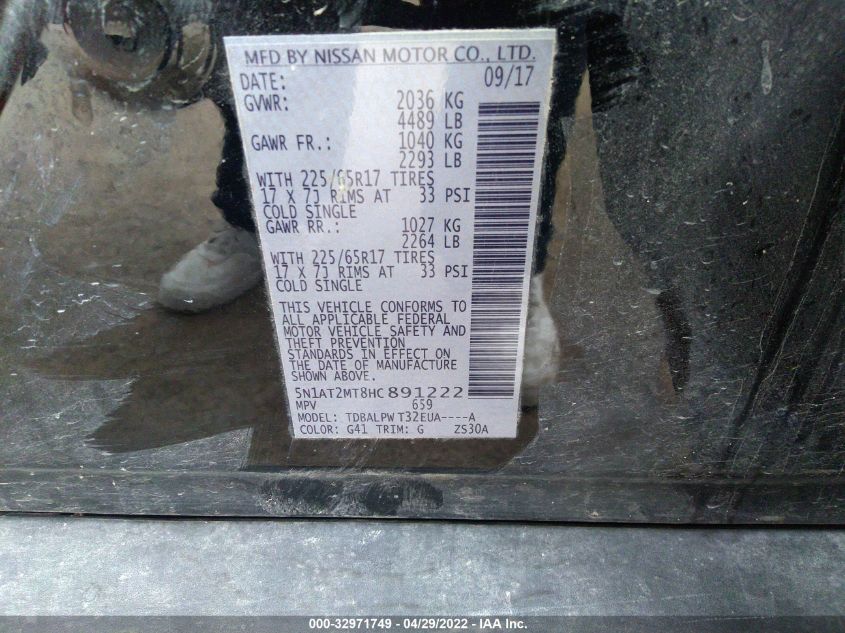 MFD BY NISSAN MOTOR CO., LTD.
DATE: 09/17
GVWR: 2036 KG
4489 LB
GAWR FR.: 1040 KG
2293 LB
WITH 225/65R17 TIRES
17 X 7J RIMS AT 33 PSI
COLD SINGLE
GAWR RR.: 1027 KG
2264 LB
WITH 225/65R17 TIRES
17 X 7J RIMS AT 33 PSI
COLD SINGLE
THIS VEHICLE CONFORMS TO
ALL APPLICABLE FEDERAL
MOTOR VEHICLE SAFETY AND
THEFT PREVENTION
STANDARDS IN EFFECT ON
THE DATE OF MANUFACTURE
SHOWN ABOVE.
5N1AT2MT8HC891222
MPV 659
MODEL: TDBALPW T32EUA----A
COLOR: G41 TRIM: G ZS30A
000-32971749 - 04/29/2022 - IAA Inc.